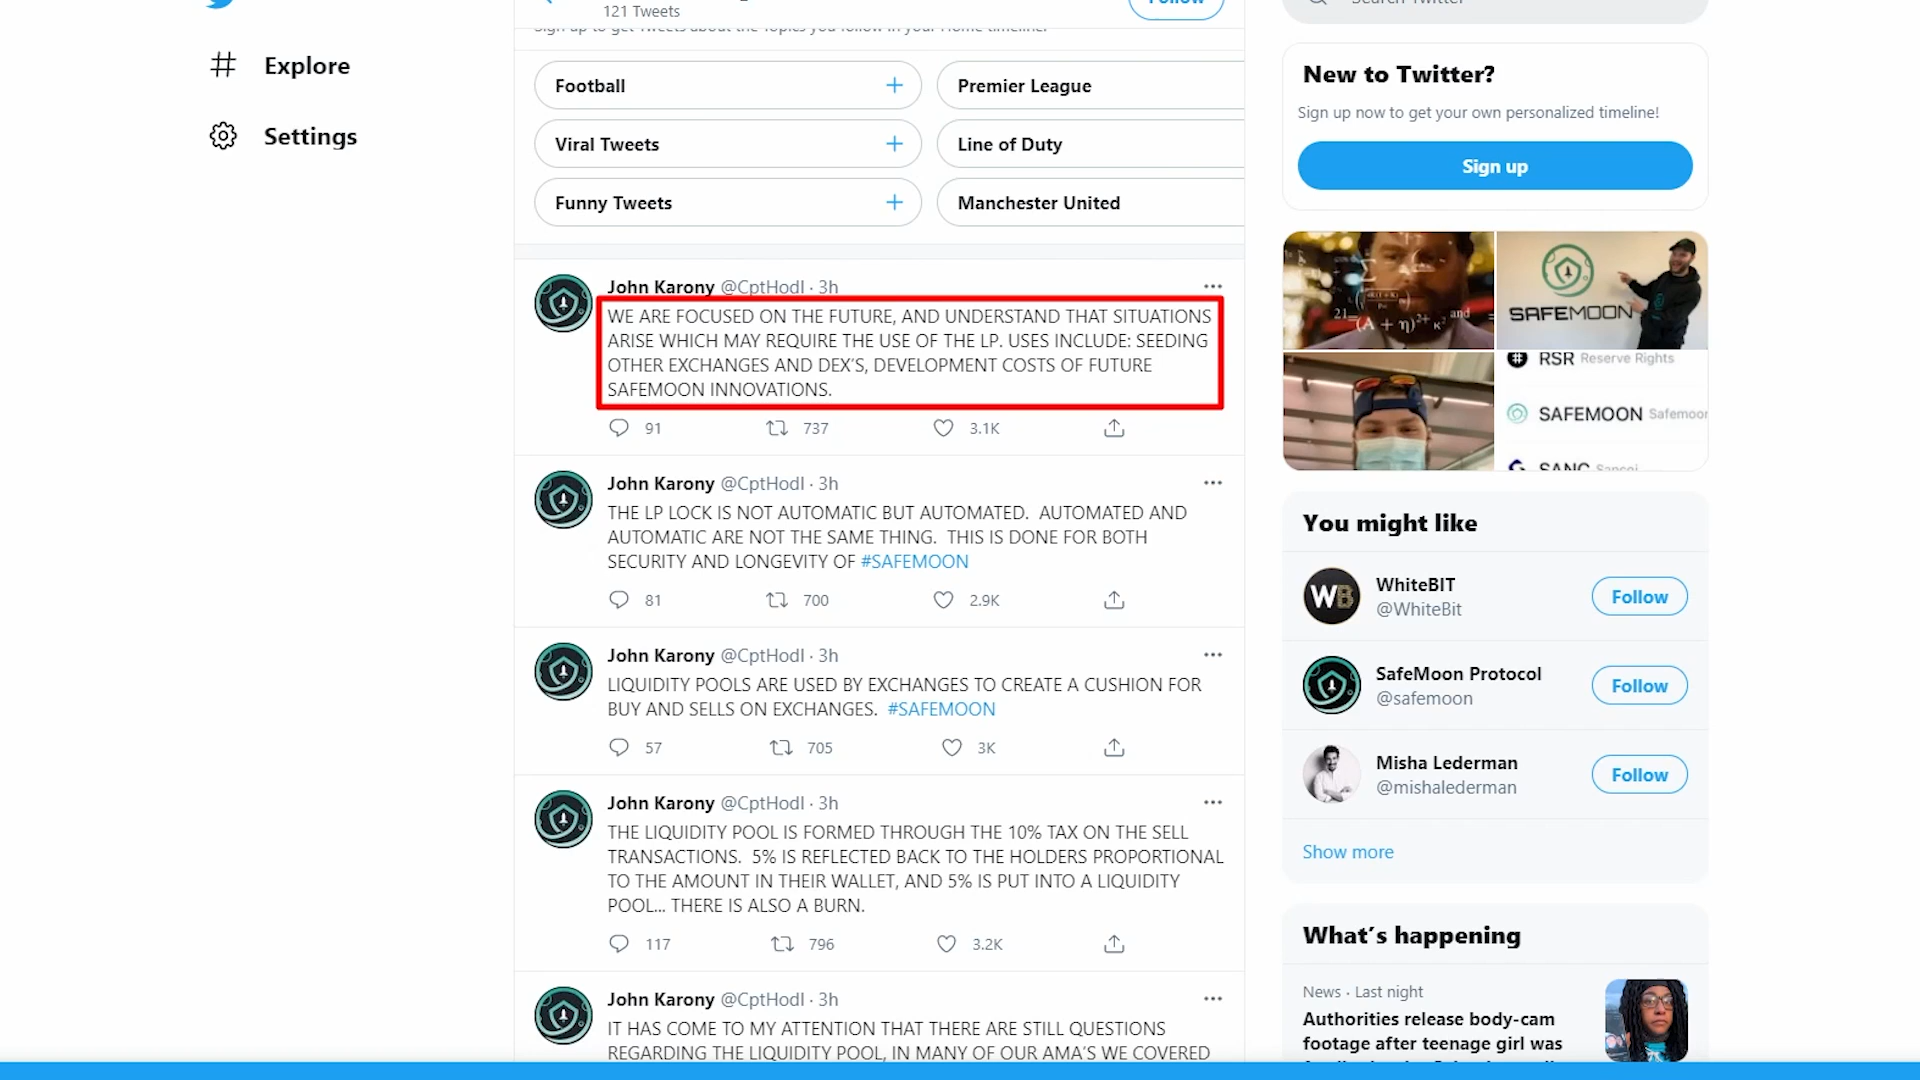 121 Tweets
Follow
Search Twitter
Sign up to get Tweets about the Topics you follow in your Home timeline.
Explore
Settings
Football
Premier League
Viral Tweets
Line of Duty
Funny Tweets
Manchester United
John Karony @CptHodl · 3h
WE ARE FOCUSED ON THE FUTURE, AND UNDERSTAND THAT SITUATIONS
ARISE WHICH MAY REQUIRE THE USE OF THE LP. USES INCLUDE: SEEDING
OTHER EXCHANGES AND DEX'S, DEVELOPMENT COSTS OF FUTURE
SAFEMOON INNOVATIONS.
91 737 3.1K
John Karony @CptHodl · 3h
THE LP LOCK IS NOT AUTOMATIC BUT AUTOMATED. AUTOMATED AND
AUTOMATIC ARE NOT THE SAME THING. THIS IS DONE FOR BOTH
SECURITY AND LONGEVITY OF #SAFEMOON
81 700 2.9K
John Karony @CptHodl · 3h
LIQUIDITY POOLS ARE USED BY EXCHANGES TO CREATE A CUSHION FOR
BUY AND SELLS ON EXCHANGES. #SAFEMOON
57 705 3K
John Karony @CptHodl · 3h
THE LIQUIDITY POOL IS FORMED THROUGH THE 10% TAX ON THE SELL
TRANSACTIONS. 5% IS REFLECTED BACK TO THE HOLDERS PROPORTIONAL
TO THE AMOUNT IN THEIR WALLET, AND 5% IS PUT INTO A LIQUIDITY
POOL... THERE IS ALSO A BURN.
117 796 3.2K
John Karony @CptHodl · 3h
IT HAS COME TO MY ATTENTION THAT THERE ARE STILL QUESTIONS
REGARDING THE LIQUIDITY POOL, IN MANY OF OUR AMA'S WE COVERED
New to Twitter?
Sign up now to get your own personalized timeline!
Sign up
21=
(A + η)²⁺ κ² and
SAFEMOON
RSR Reserve Rights
SAFEMOON Safemoon
SANC
You might like
WB
WhiteBIT
@WhiteBit
Follow
SafeMoon Protocol
@safemoon
Follow
Misha Lederman
@mishalederman
Follow
Show more
What's happening
News · Last night
Authorities release body-cam
footage after teenage girl was